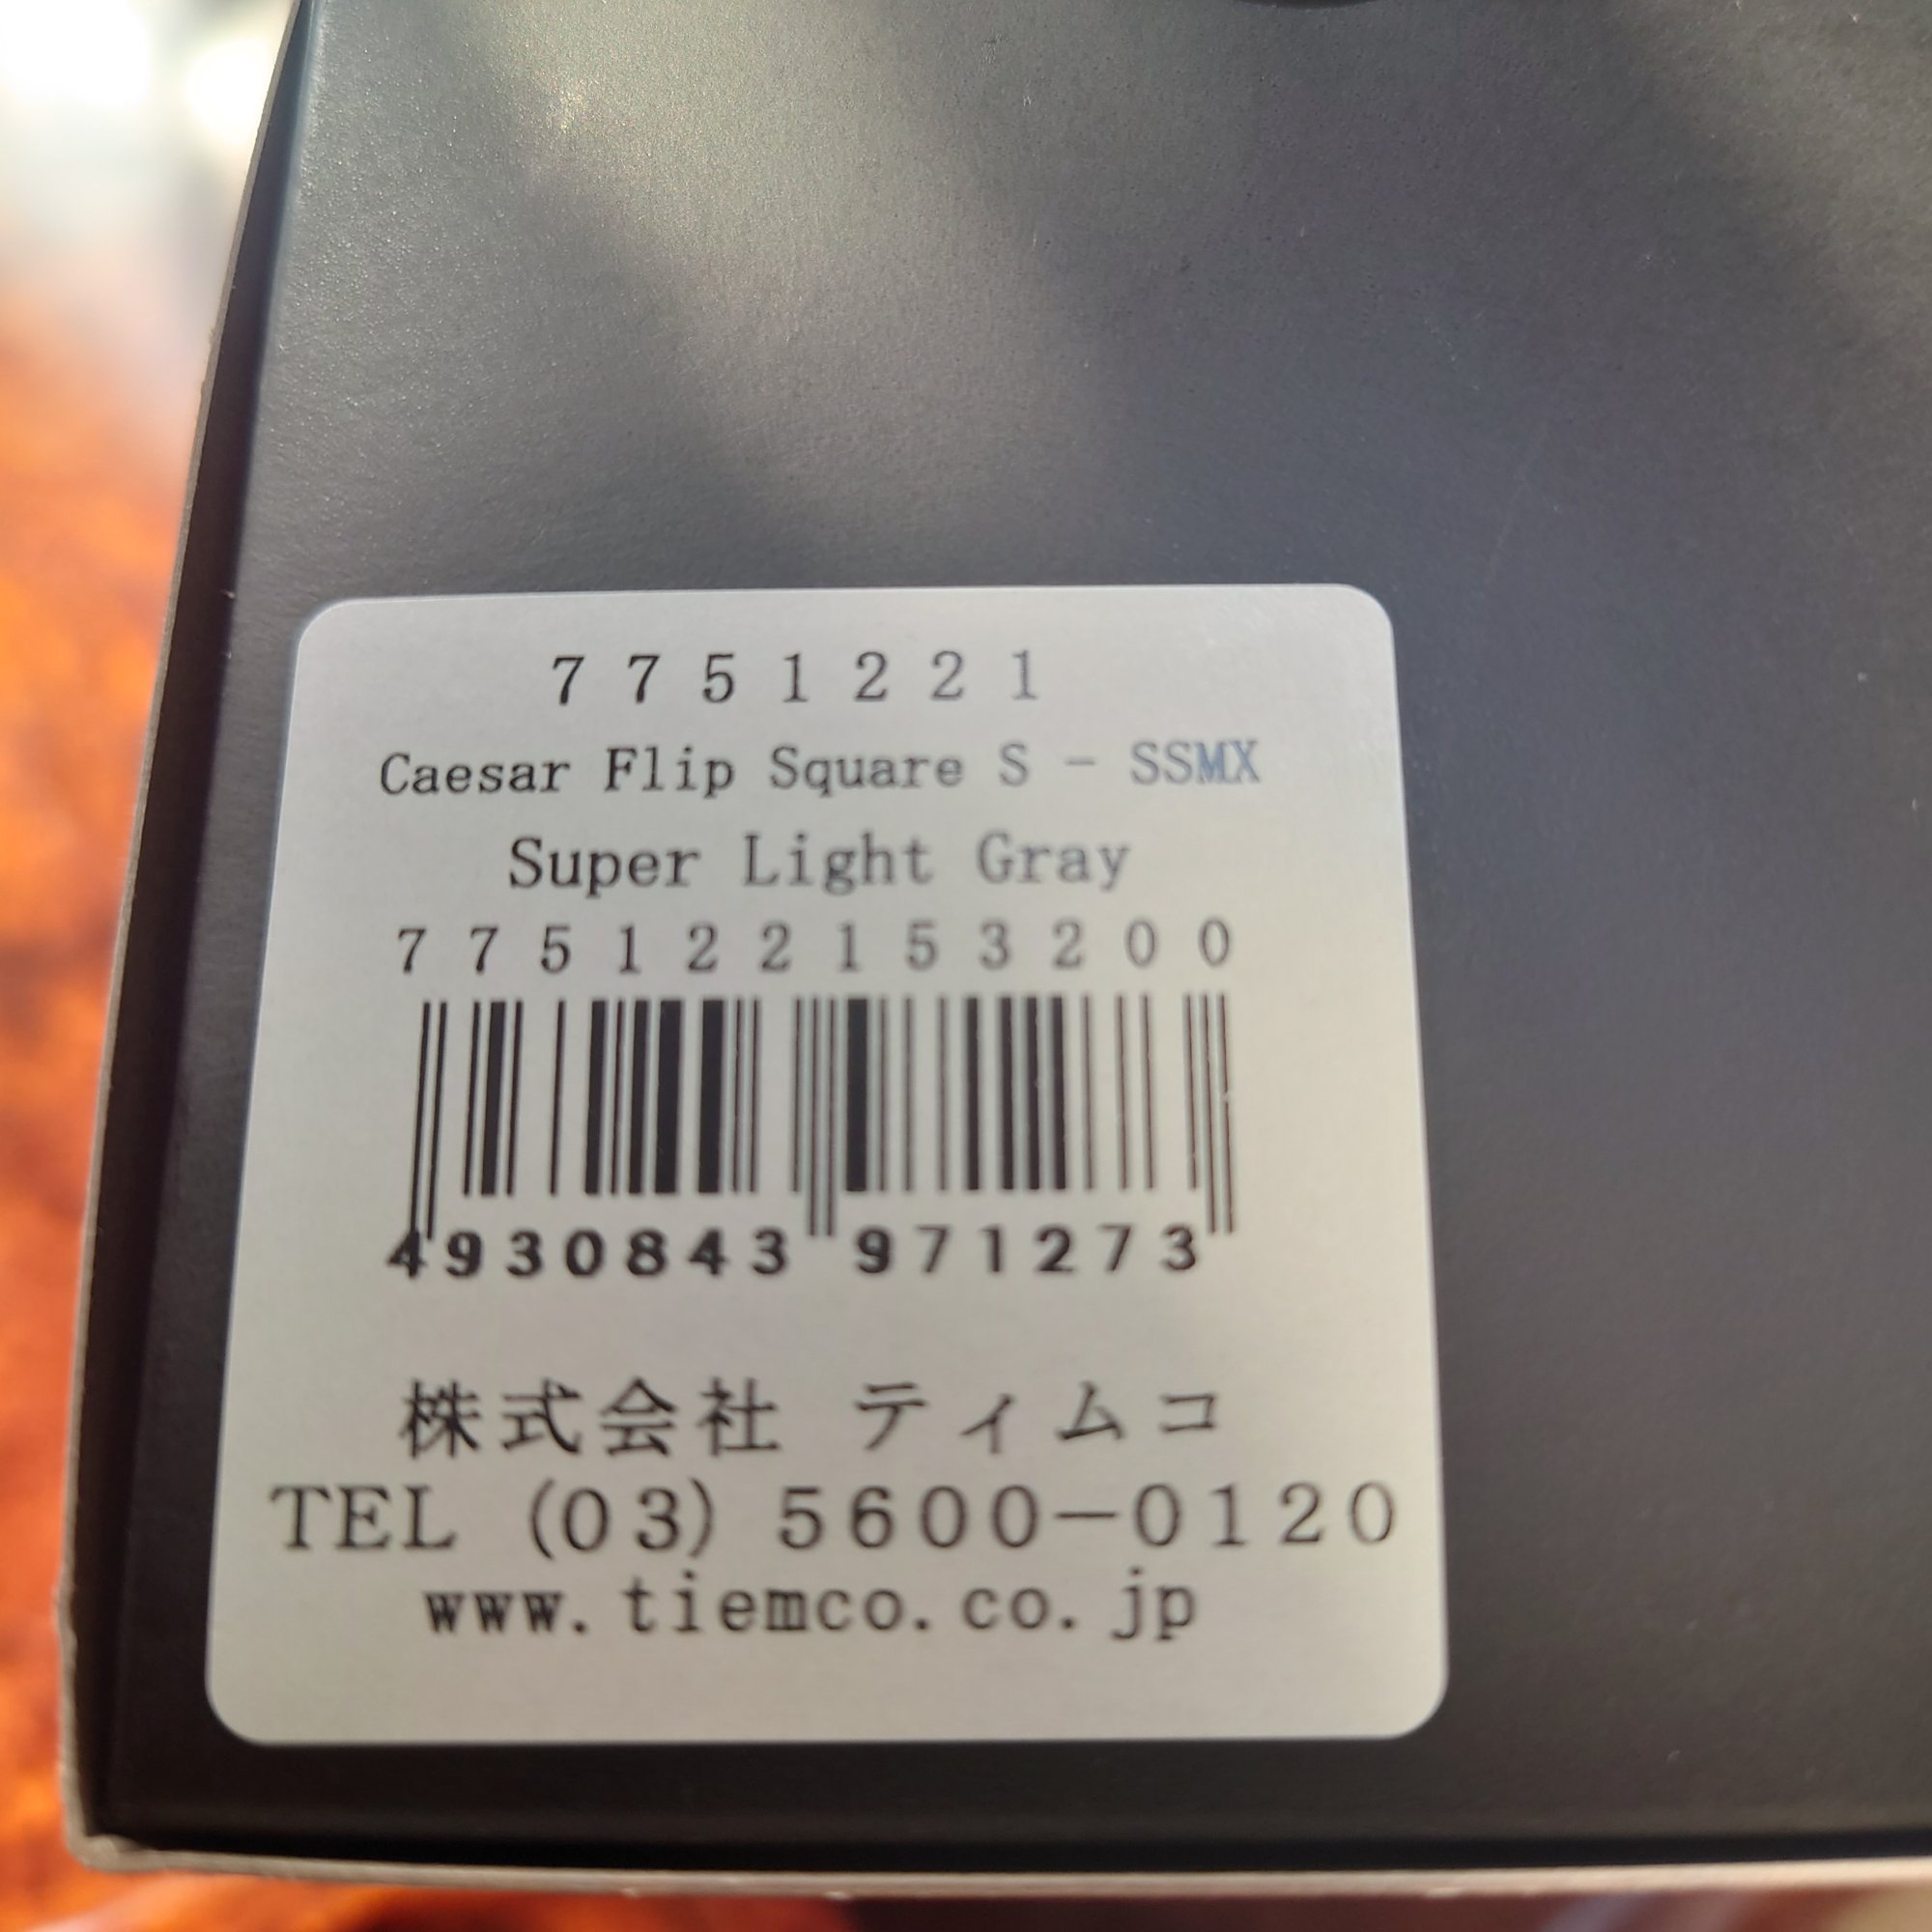 7751221
Caesar Flip Square S - SSMX
Super Light Gray
775122153200
4930843 971273
株式会社 ティムコ
TEL (03) 5600-0120
www.tiemco.co.jp